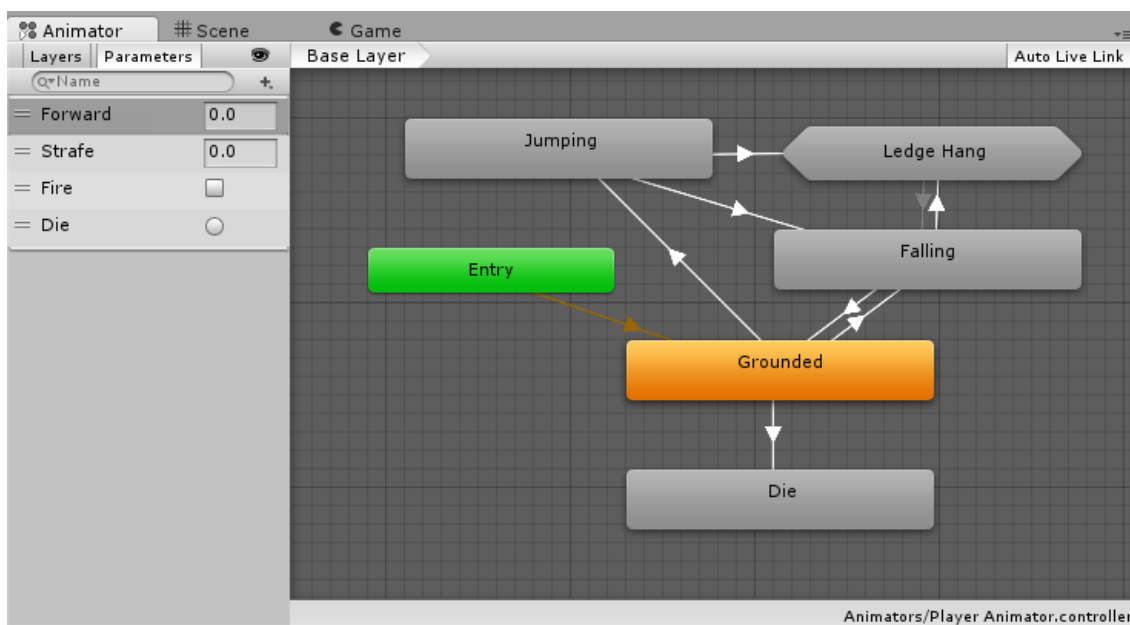 Animator
Scene
Game
Layers
Parameters
Base Layer
Auto Live Link
Name
Forward
0.0
Strafe
0.0
Fire
Die
Jumping
Ledge Hang
Falling
Entry
Grounded
Die
Animators/Player Animator.controller